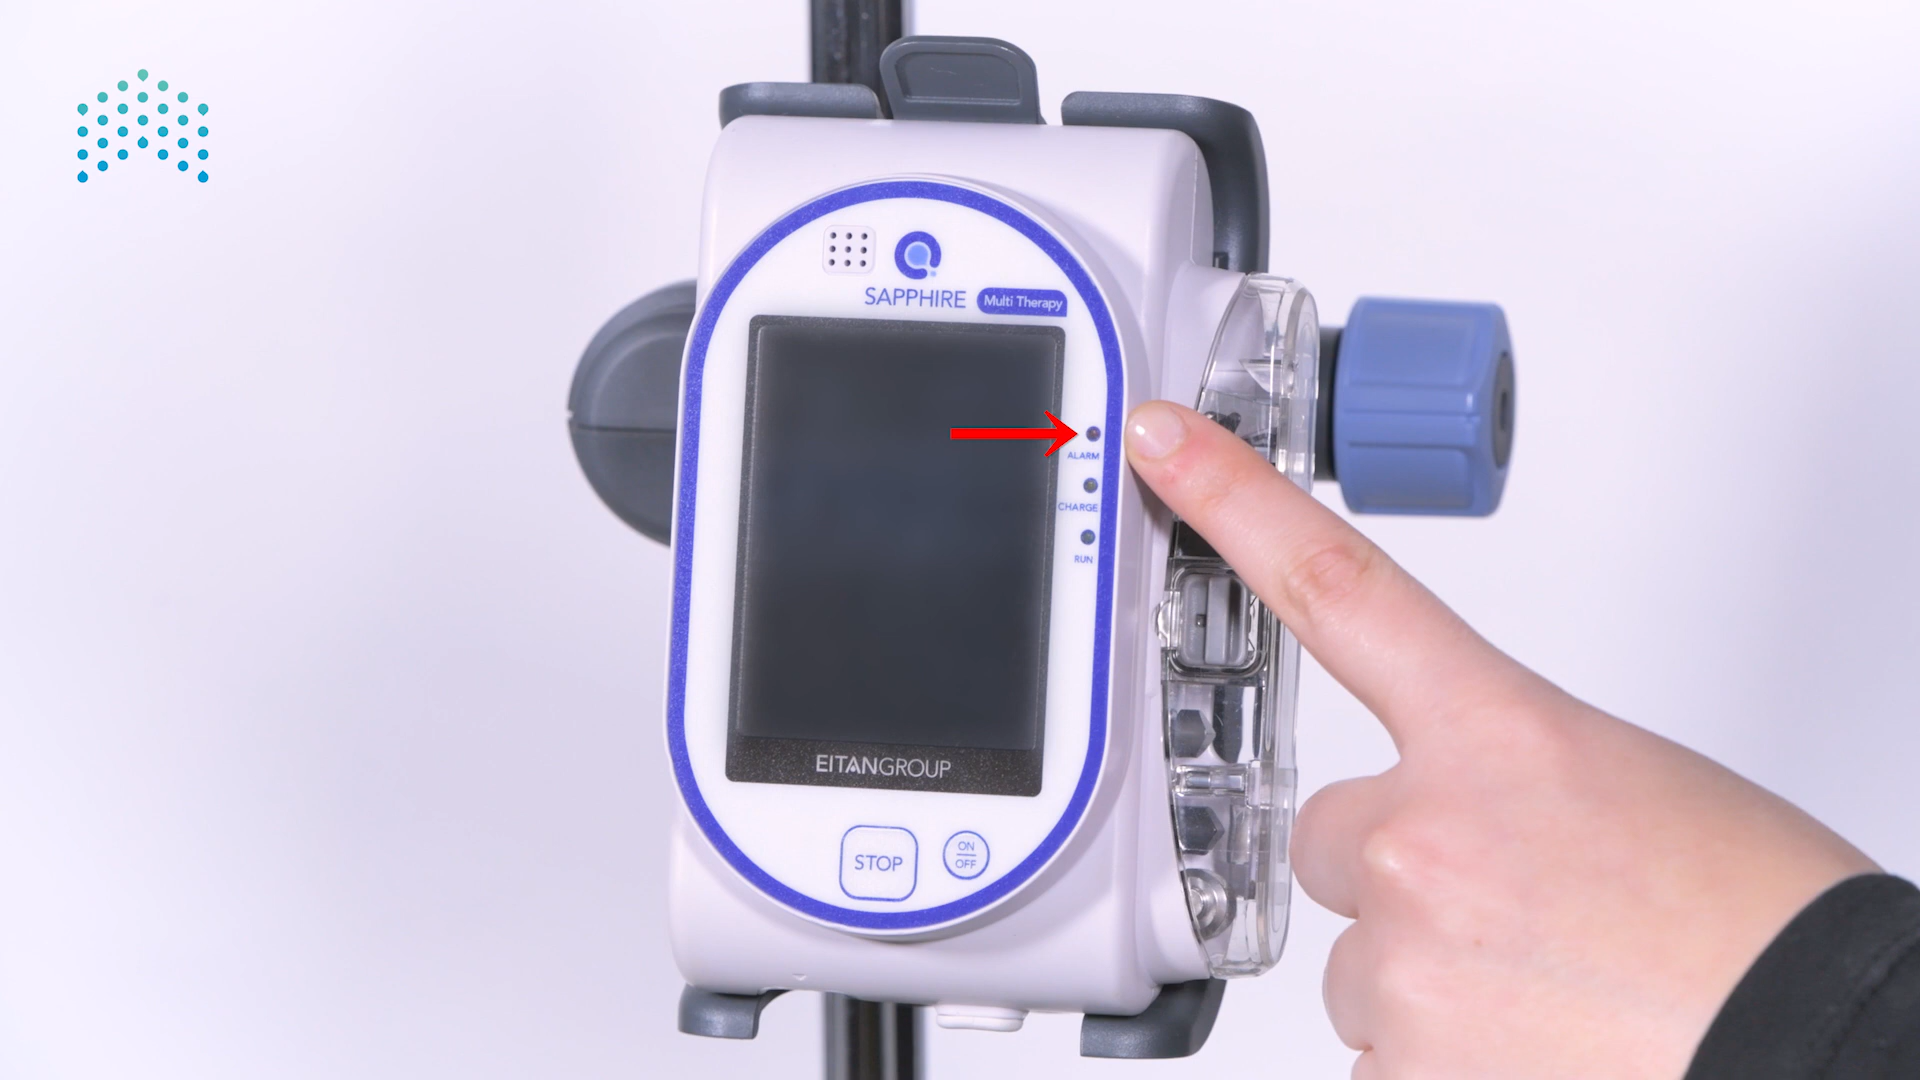 SAPPHIRE Multi Therapy
ALARM
CHARGE
RUN
EITANGROUP
STOP
ON
OFF